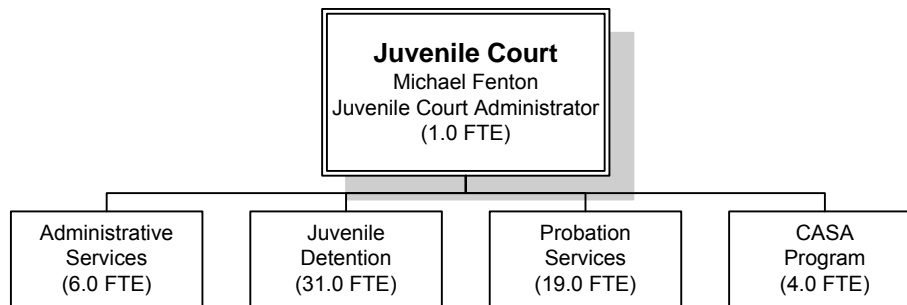 Juvenile Court
Michael Fenton
Juvenile Court Administrator
(1.0 FTE)
Administrative
Services
(6.0 FTE)
Juvenile
Detention
(31.0 FTE)
Probation
Services
(19.0 FTE)
CASA
Program
(4.0 FTE)